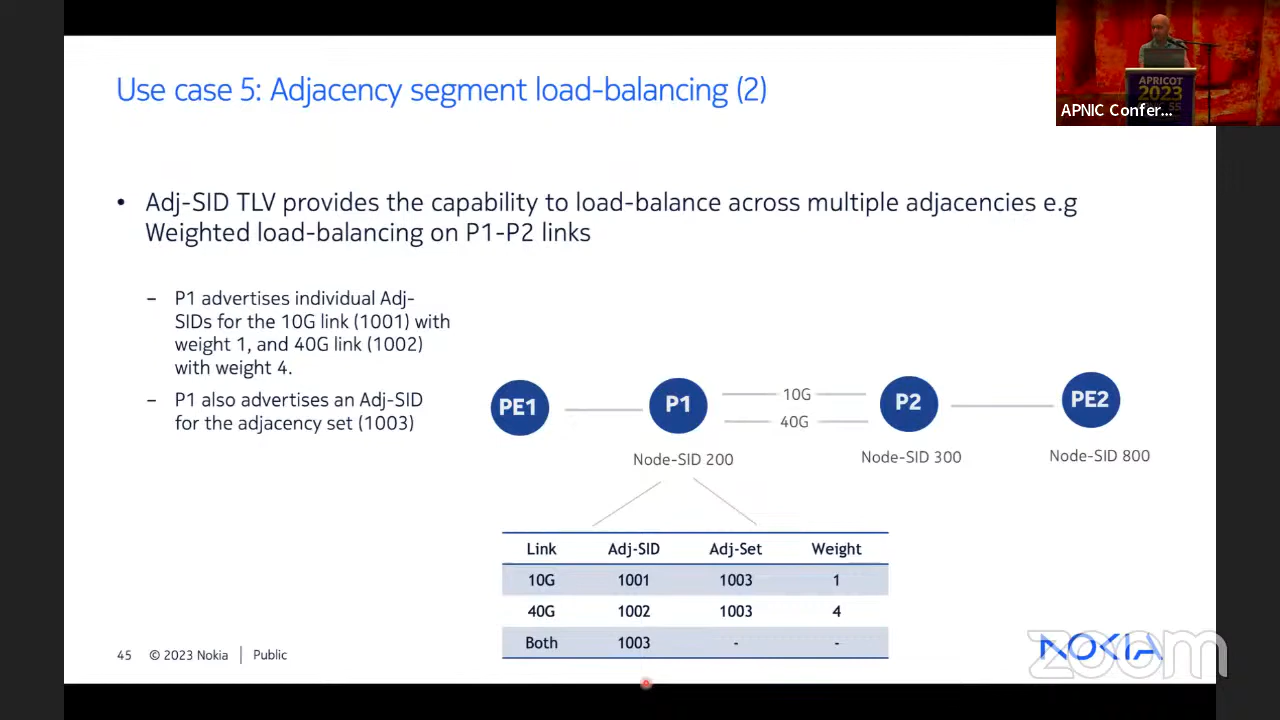 Use case 5: Adjacency segment load-balancing (2)
APRICOT
2023
APNIC Confer...
• Adj-SID TLV provides the capability to load-balance across multiple adjacencies e.g
Weighted load-balancing on P1-P2 links
– P1 advertises individual Adj-
SIDs for the 10G link (1001) with
weight 1, and 40G link (1002)
with weight 4.
– P1 also advertises an Adj-SID
for the adjacency set (1003)
PE1
P1
10G
40G
P2
PE2
Node-SID 200
Node-SID 300
Node-SID 800
Link Adj-SID Adj-Set Weight
10G 1001 1003 1
40G 1002 1003 4
Both 1003 - -
45 © 2023 Nokia | Public
NOKIA
zoom